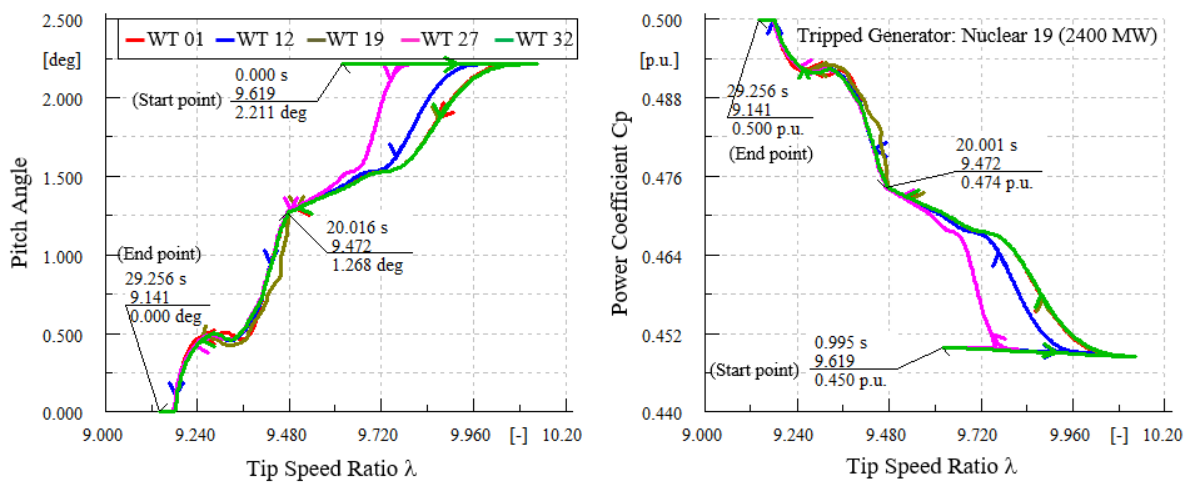 2.500
[deg]
2.000
1.500
1.000
0.500
0.000
Pitch Angle
WT 01 WT 12 WT 19 WT 27 WT 32
0.000 s
(Start point) 9.619
2.211 deg
20.016 s
9.472
1.268 deg
(End point)
29.256 s
9.141
0.000 deg
9.000 9.240 9.480 9.720 9.960 [-] 10.20
Tip Speed Ratio λ
0.500
[p.u.]
0.488
0.476
0.464
0.452
0.440
Power Coefficient Cp
Tripped Generator: Nuclear 19 (2400 MW)
29.256 s
9.141
0.500 p.u.
(End point)
20.001 s
9.472
0.474 p.u.
0.995 s
9.619
(Start point) 0.450 p.u.
9.000 9.240 9.480 9.720 9.960 [-] 10.20
Tip Speed Ratio λ